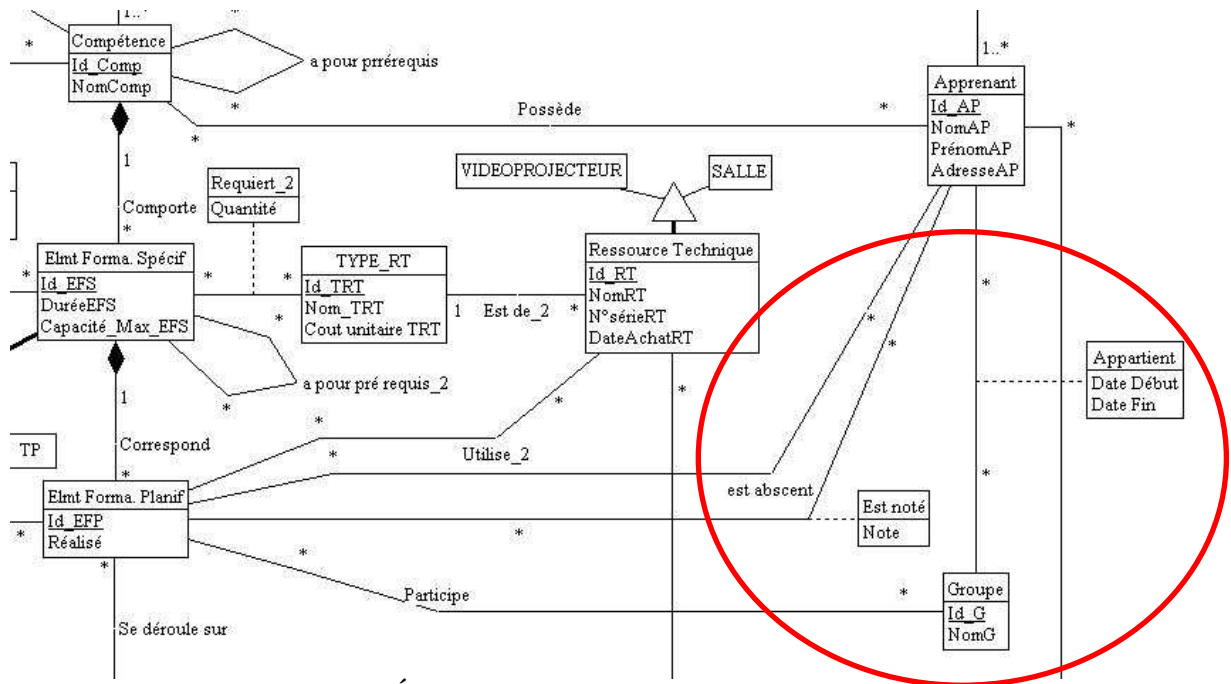 1..*
*
Compétence
Id_Comp
NomComp
*
*
a pour prrérequis
1..*
Apprenant
Id_AP
NomAP
PrénomAP
AdresseAP
Possède
*
*
*
1
Comporte
*
Requiert_2
Quantité
VIDEOPROJECTEUR
SALLE
Elmt Forma. Spécif
Id_EFS
DuréeEFS
Capacité_Max_EFS
*
*
*
TYPE_RT
Id_TRT
Nom_TRT
Cout unitaire TRT
1
Est de_2
*
Ressource Technique
Id_RT
NomRT
N°sérieRT
DateAchatRT
*
*
a pour pré requis_2
*
*
*
*
Appartient
Date Début
Date Fin
*
*
1
Correspond
*
TP
*
*
*
Utilise_2
est abscent
Est noté
Note
Elmt Forma. Planif
Id_EFP
Réalisé
*
*
*
*
*
Participe
*
Groupe
Id_G
NomG
Se déroule sur